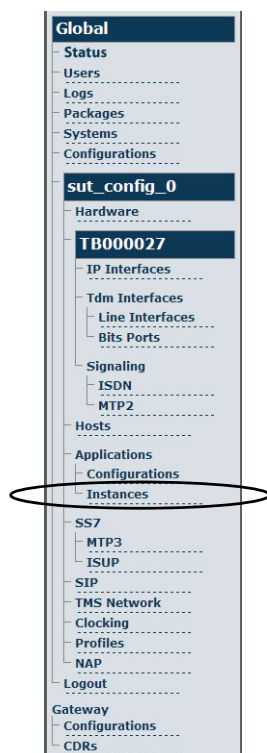 Global
Status
Users
Logs
Packages
Systems
Configurations
sut_config_0
Hardware
TB000027
IP Interfaces
Tdm Interfaces
Line Interfaces
Bits Ports
Signaling
ISDN
MTP2
Hosts
Applications
Configurations
Instances
SS7
MTP3
ISUP
SIP
TMS Network
Clocking
Profiles
NAP
Logout
Gateway
Configurations
CDRs